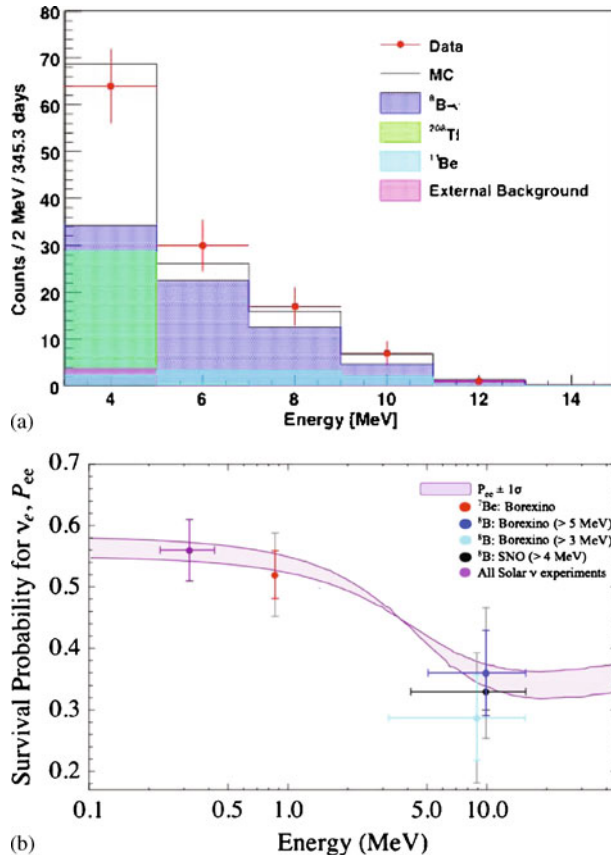 80
70
60
50
40
30
20
10
0
Counts / 2 MeV / 345.3 days
Data
MC
⁸B-ν
²⁰⁸Tl
¹¹Be
External Background
4 6 8 10 12 14
Energy [MeV]
(a)
0.7
0.6
0.5
0.4
0.3
0.2
Survival Probability for νe, Pee
Pee ± 1σ
⁷Be: Borexino
⁸B: Borexino (> 5 MeV)
⁸B: Borexino (> 3 MeV)
⁸B: SNO (> 4 MeV)
All Solar ν experiments
0.1 0.5 1.0 5.0 10.0
Energy (MeV)
(b)